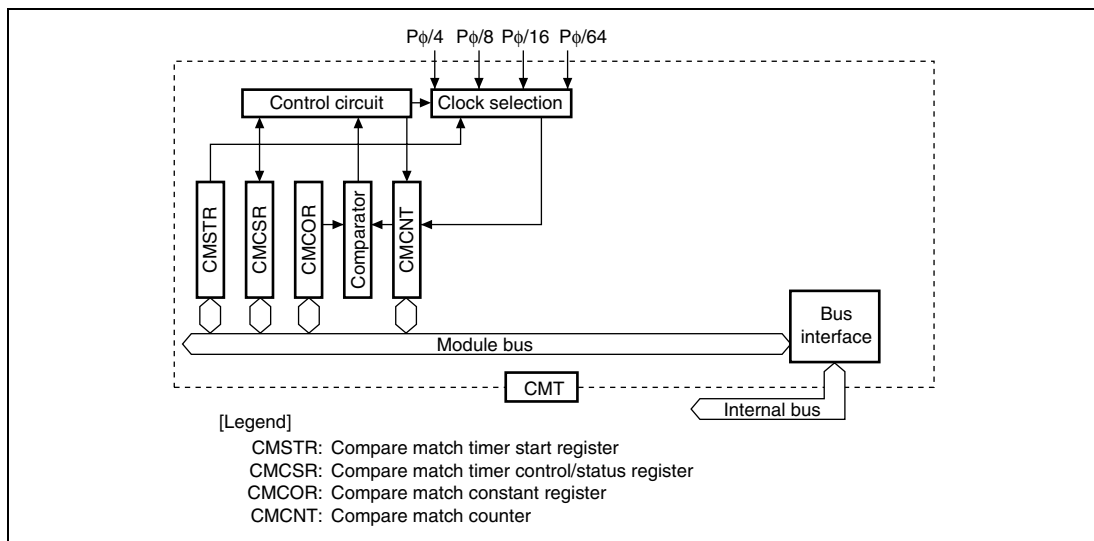 Pϕ/4 Pϕ/8 Pϕ/16 Pϕ/64
Control circuit
Clock selection
CMSTR
CMCSR
CMCOR
Comparator
CMCNT
Module bus
Bus
interface
CMT
Internal bus
[Legend]
CMSTR: Compare match timer start register
CMCSR: Compare match timer control/status register
CMCOR: Compare match constant register
CMCNT: Compare match counter